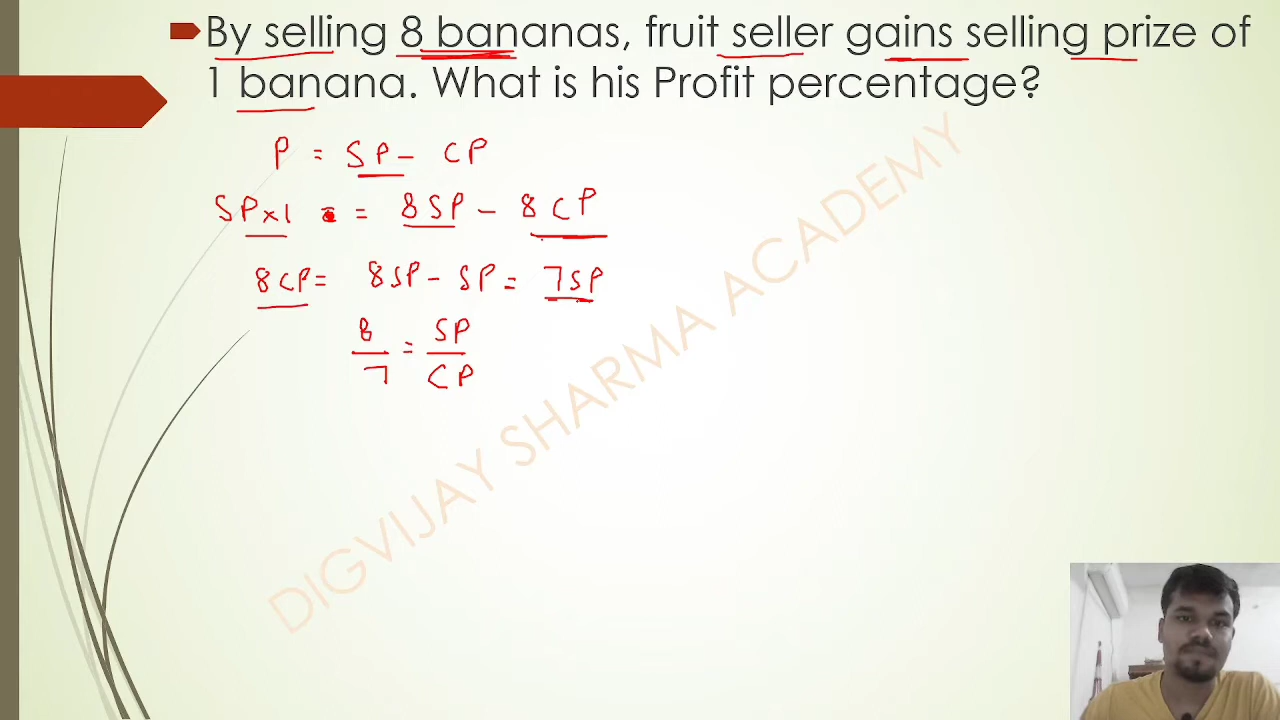 By selling 8 bananas, fruit seller gains selling prize of
1 banana. What is his Profit percentage?
P = SP - CP
SP×1 = 8SP - 8CP
8CP = 8SP - SP = 7SP
8/7 = SP/CP
DIGVIJAY SHARMA ACADEMY